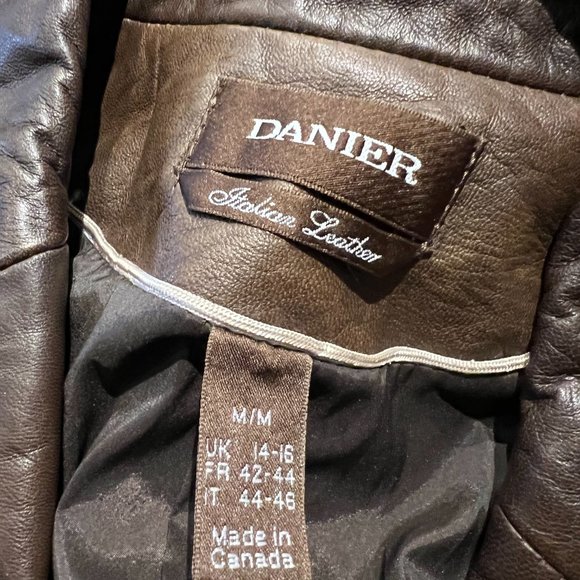 DANIER
Italian Leather
M/M
UK 14-16
FR 42-44
IT 44-46
Made in
Canada